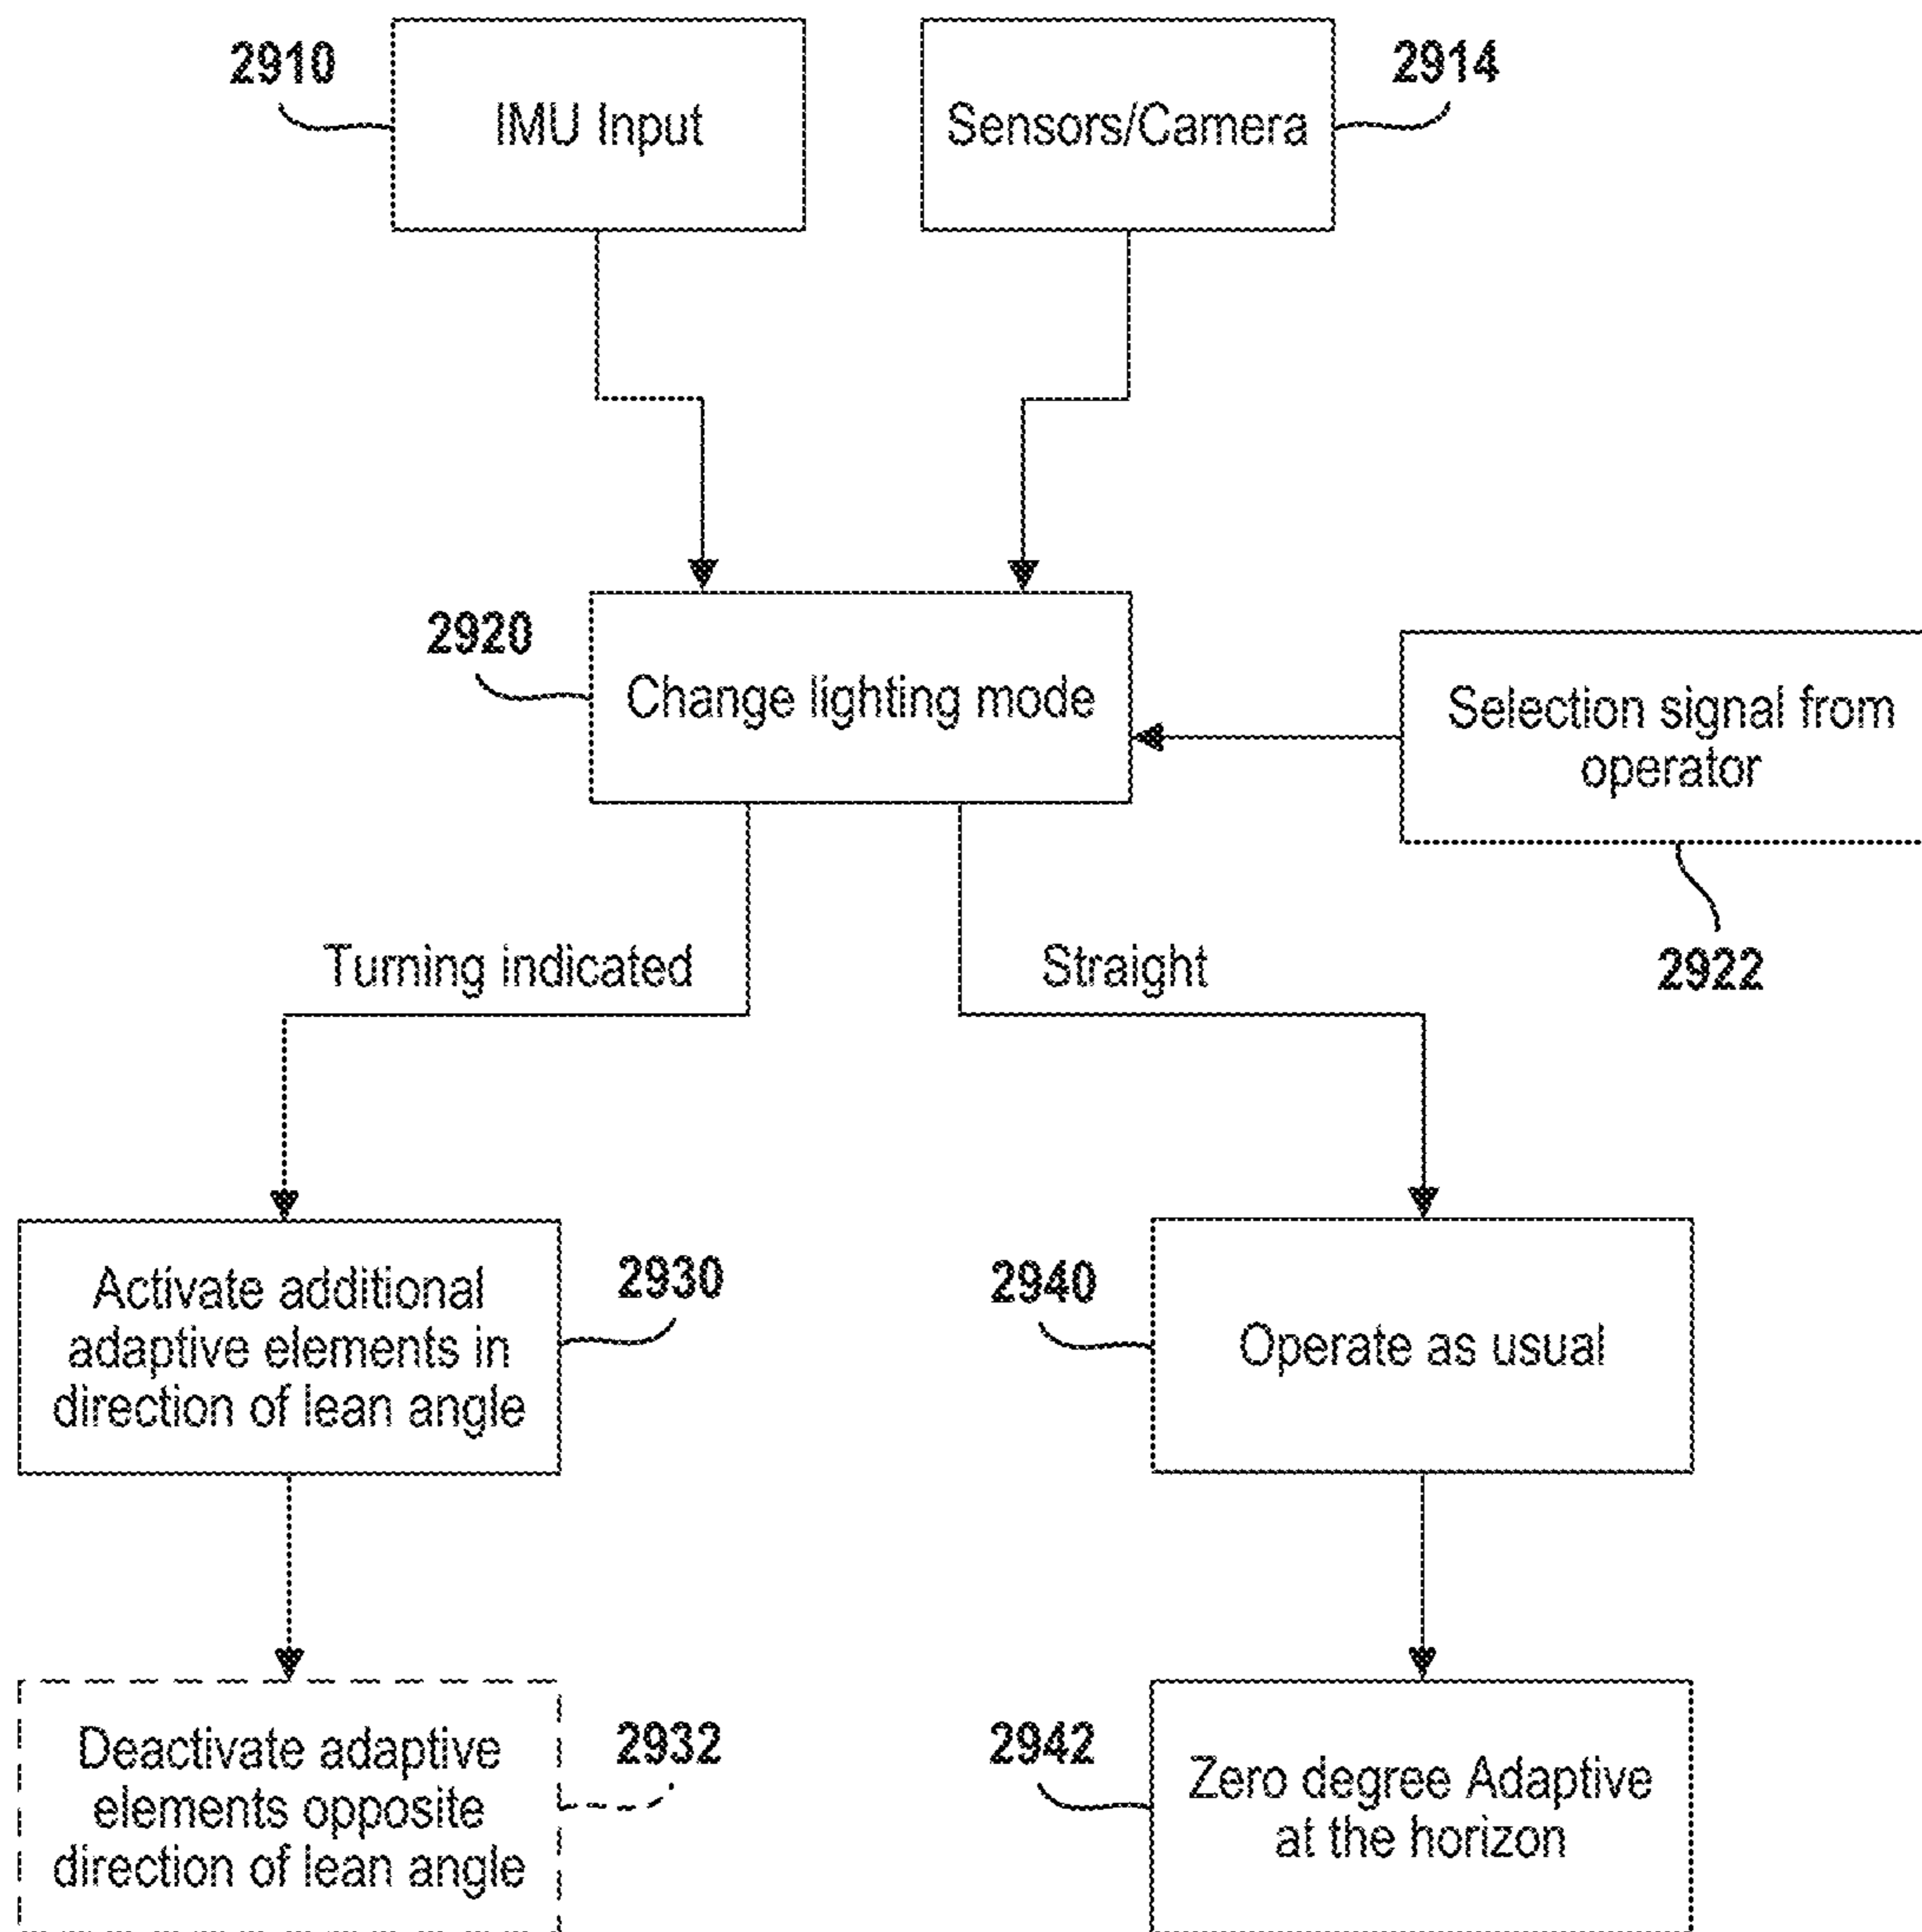 2910
IMU Input
Sensors/Camera
2914
2920
Change lighting mode
Selection signal from
operator
2922
Turning indicated
Straight
Activate additional
adaptive elements in
direction of lean angle
2930
2940
Operate as usual
Deactivate adaptive
elements opposite
direction of lean angle
2932
2942
Zero degree Adaptive
at the horizon